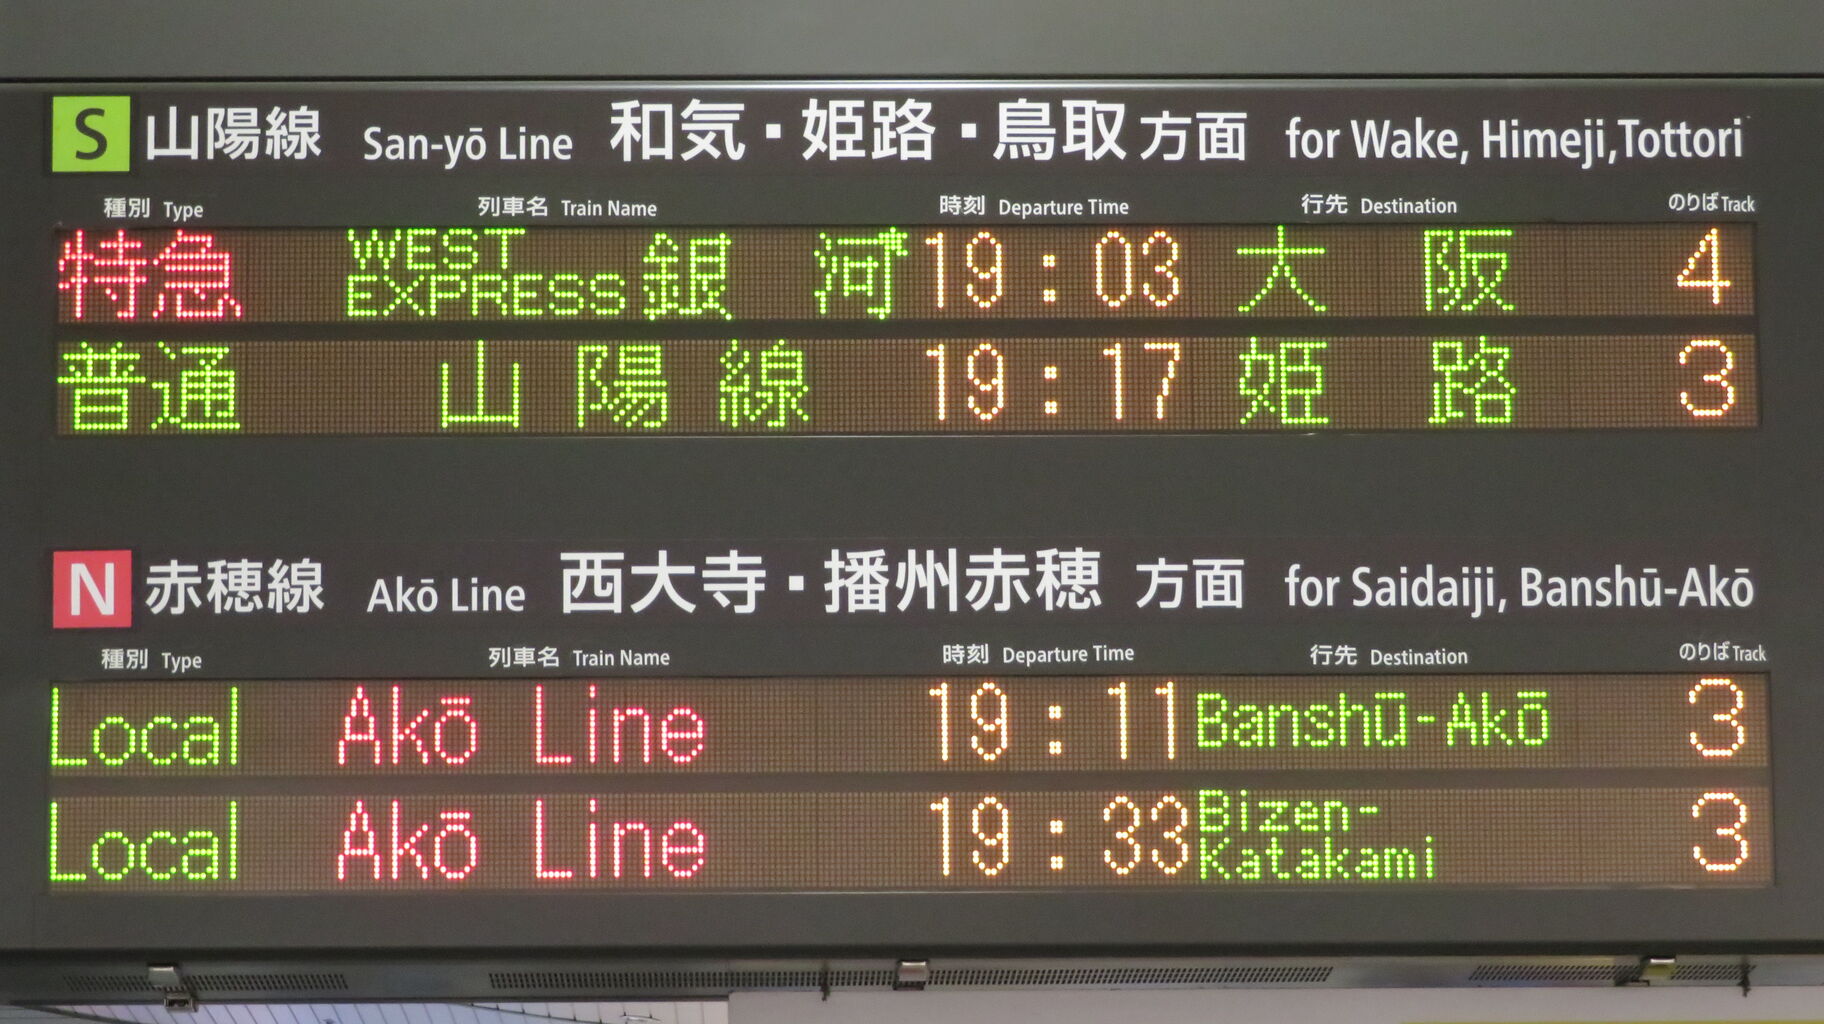 S 山陽線 San-yō Line 和気・姫路・鳥取方面 for Wake, Himeji,Tottori
種別 Type 列車名 Train Name 時刻 Departure Time 行先 Destination のりば Track
特急 WEST EXPRESS 銀河 19:03 大阪 4
普通 山陽線 19:17 姫路 3
N 赤穂線 Akō Line 西大寺・播州赤穂 方面 for Saidaiji, Banshū-Akō
種別 Type 列車名 Train Name 時刻 Departure Time 行先 Destination のりば Track
Local Akō Line 19:11 Banshū-Akō 3
Local Akō Line 19:33 Bizen-Katakami 3